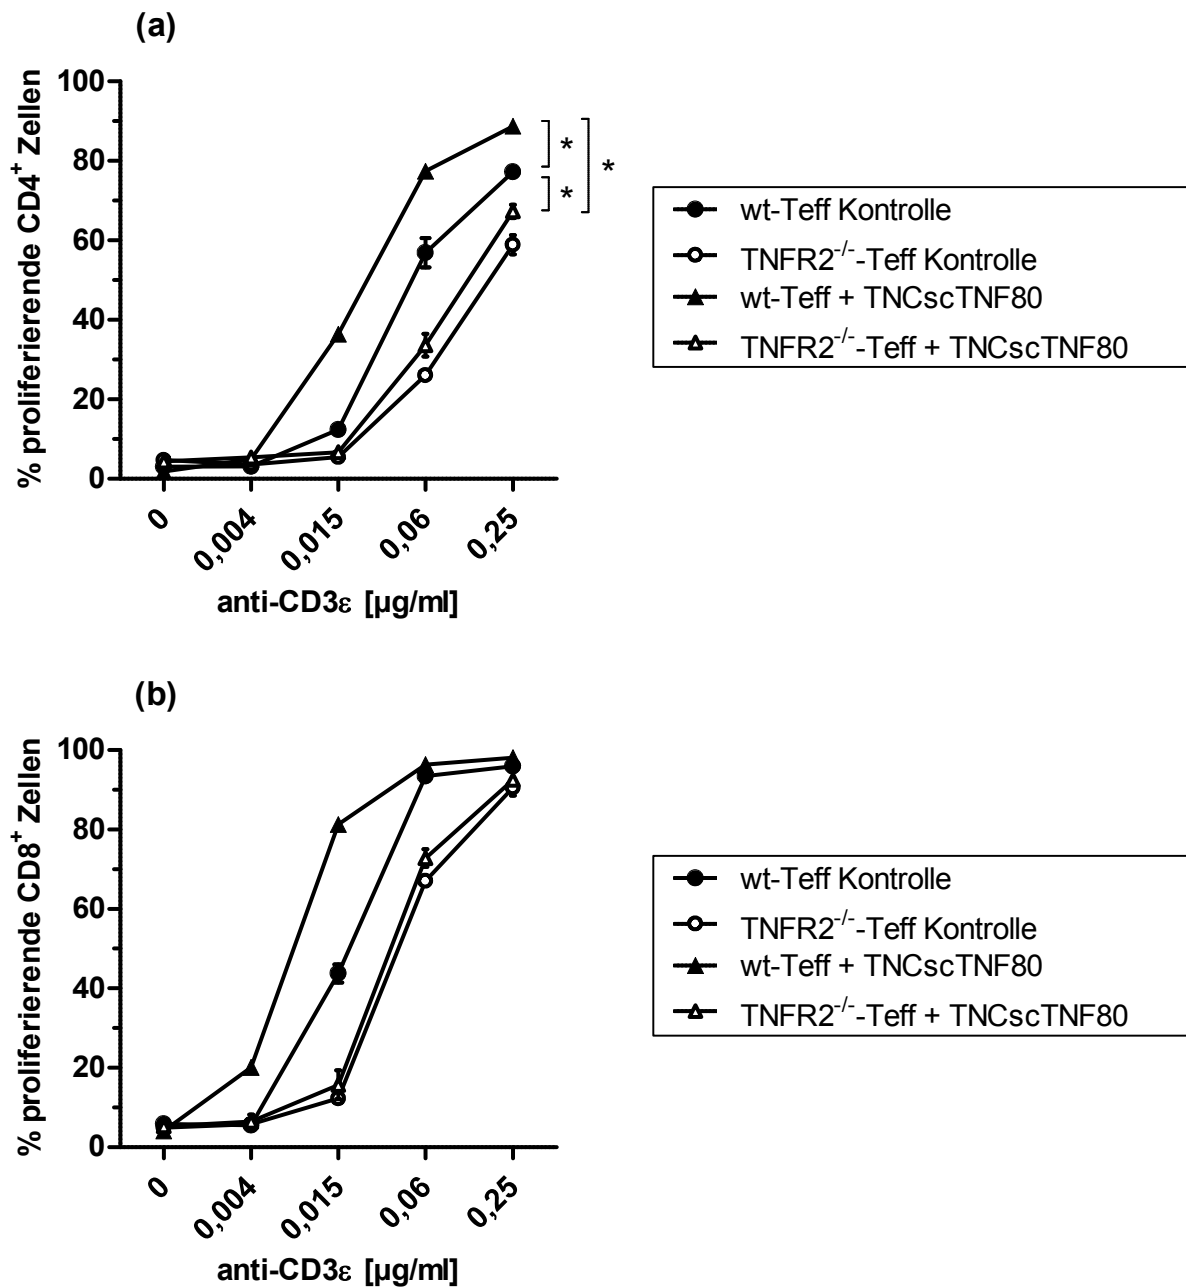 (a)
% proliferierende CD4⁺ Zellen
100
80
60
40
20
0
0
0,004
0,015
0,06
0,25
anti-CD3ε [µg/ml]
*
*
*
wt-Teff Kontrolle
TNFR2⁻/⁻-Teff Kontrolle
wt-Teff + TNCscTNF80
TNFR2⁻/⁻-Teff + TNCscTNF80
(b)
% proliferierende CD8⁺ Zellen
100
80
60
40
20
0
0
0,004
0,015
0,06
0,25
anti-CD3ε [µg/ml]
wt-Teff Kontrolle
TNFR2⁻/⁻-Teff Kontrolle
wt-Teff + TNCscTNF80
TNFR2⁻/⁻-Teff + TNCscTNF80